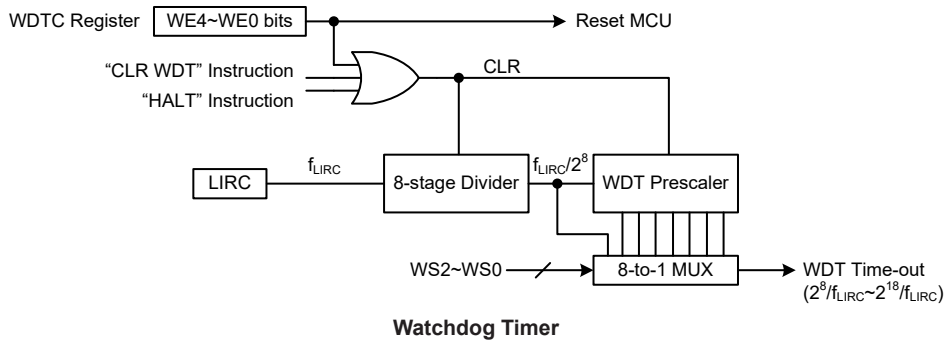 WDTC Register
WE4~WE0 bits
Reset MCU
“CLR WDT” Instruction
“HALT” Instruction
CLR
LIRC
fLIRC
8-stage Divider
fLIRC/2^8
WDT Prescaler
WS2~WS0
8-to-1 MUX
WDT Time-out
(2^8/fLIRC~2^18/fLIRC)
Watchdog Timer